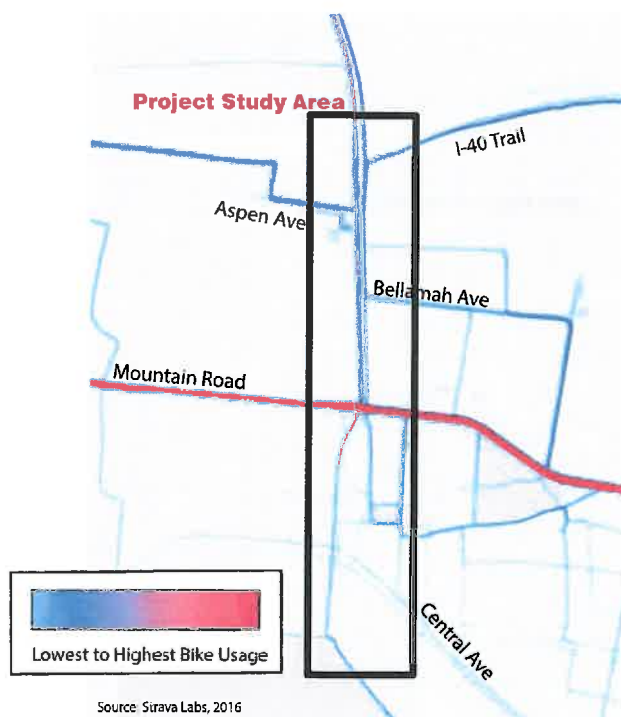 Project Study Area
I-40 Trail
Aspen Ave
Bellamah Ave
Mountain Road
Central Ave
Lowest to Highest Bike Usage
Source: Strava Labs, 2016